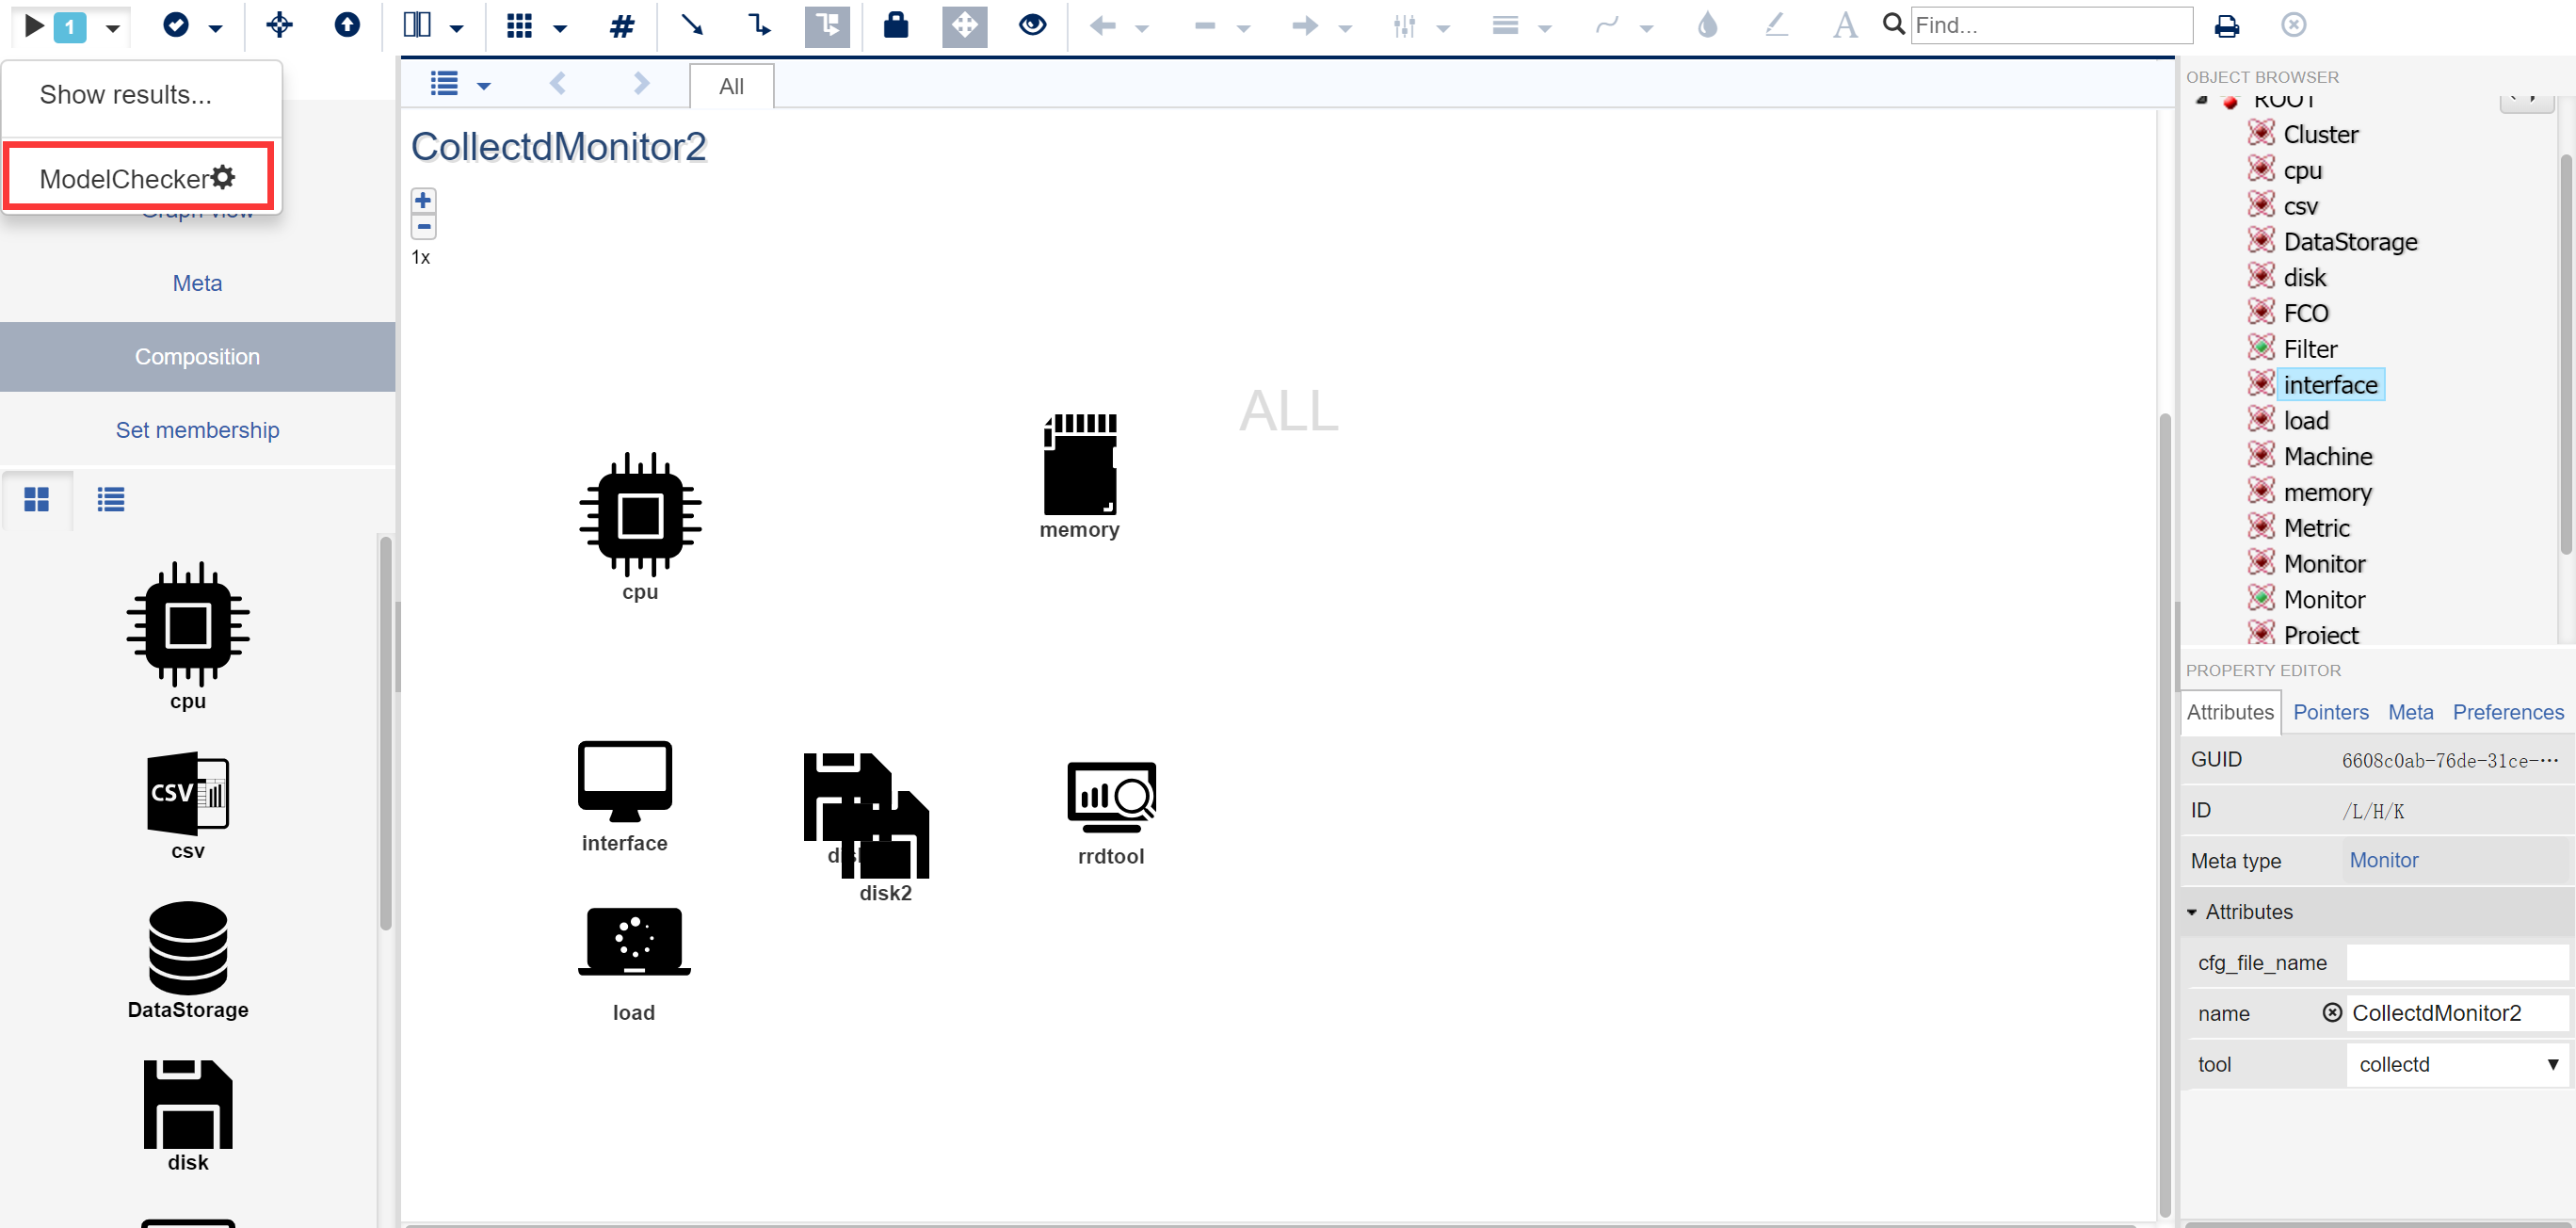 1
#
A
Find...
Show results...
ModelChecker
Graph view
Meta
Composition
Set membership
cpu
CSV
csv
DataStorage
disk
All
CollectdMonitor2
1x
ALL
cpu
memory
interface
disk2
rrdtool
load
OBJECT BROWSER
ROOT
Cluster
cpu
csv
DataStorage
disk
FCO
Filter
interface
load
Machine
memory
Metric
Monitor
Monitor
Project
PROPERTY EDITOR
Attributes Pointers Meta Preferences
GUID 6608c0ab-76de-31ce-···
ID /L/H/K
Meta type Monitor
Attributes
cfg_file_name
name CollectdMonitor2
tool collectd